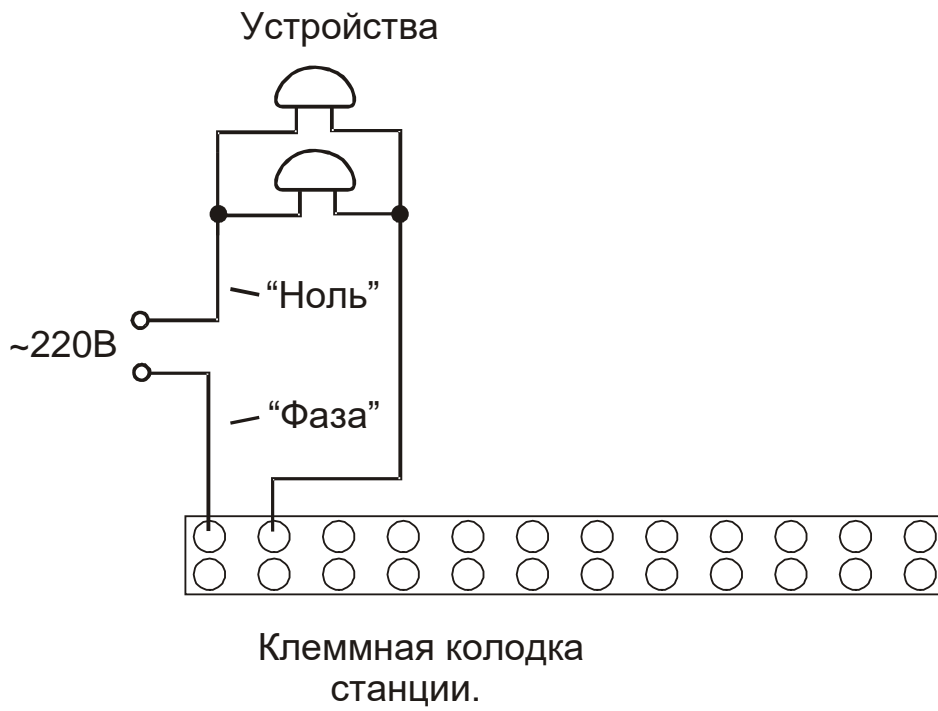 Устройства
“Ноль”
~220В
“Фаза”
Клеммная колодка
станции.